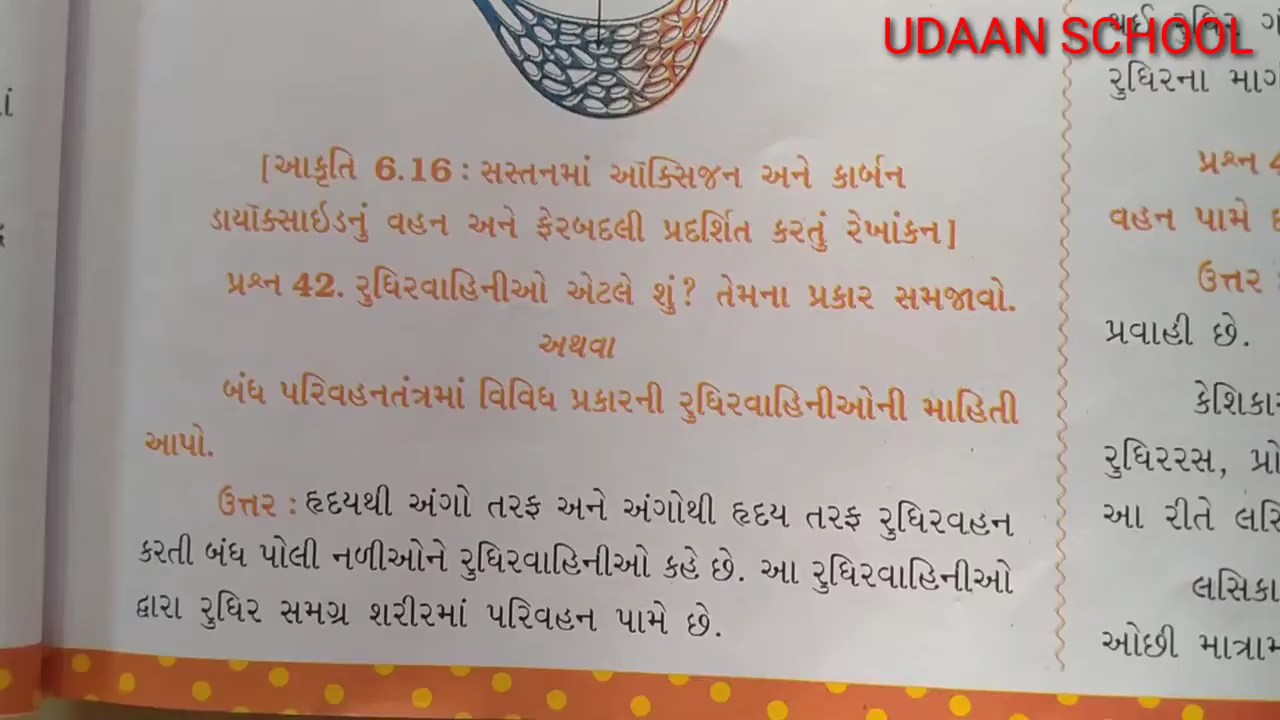 UDAAN SCHOOL
[આકૃતિ 6.16 : સસ્તનમાં ઑક્સિજન અને કાર્બન
ડાયૉક્સાઇડનું વહન અને ફેરબદલી પ્રદર્શિત કરતું રેખાંકન]
પ્રશ્ન 42. રુધિરવાહિનીઓ એટલે શું? તેમના પ્રકાર સમજાવો.
અથવા
બંધ પરિવહનતંત્રમાં વિવિધ પ્રકારની રુધિરવાહિનીઓની માહિતી
આપો.
ઉત્તર : હૃદયથી અંગો તરફ અને અંગોથી હૃદય તરફ રુધિરવહન
કરતી બંધ પોલી નળીઓને રુધિરવાહિનીઓ કહે છે. આ રુધિરવાહિનીઓ
દ્વારા રુધિર સમગ્ર શરીરમાં પરિવહન પામે છે.
રુધિર
રુધિરના
પ્રશ્ન
વહન પામે
ઉત્તર
પ્રવાહી છે.
રુધિરરસ,
આ રીતે
લસિકા
ઓછી